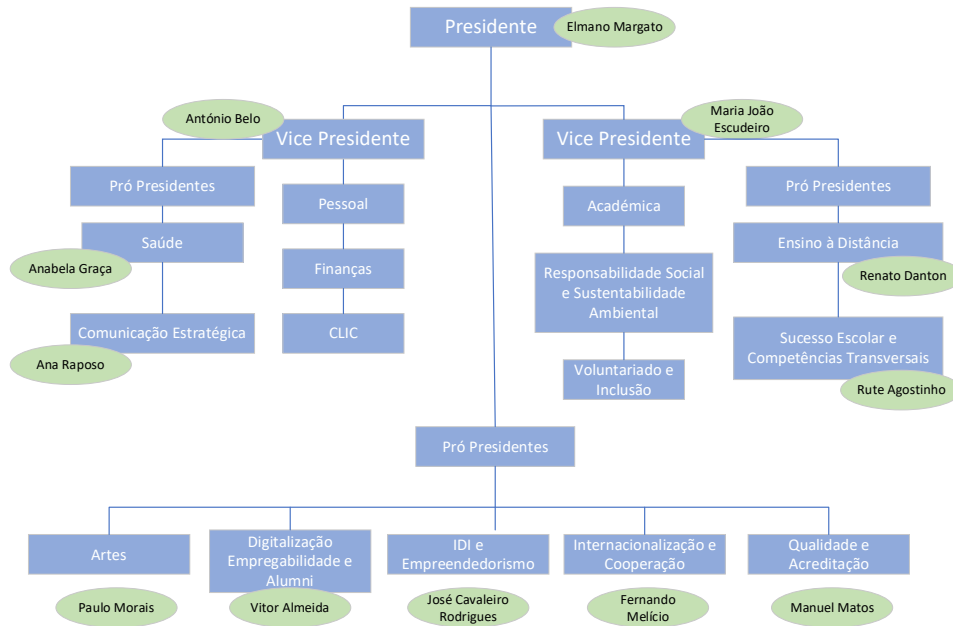 Presidente
Elmano Margato
António Belo
Vice Presidente
Maria João
Escudeiro
Vice Presidente
Pró Presidentes
Saúde
Anabela Graça
Comunicação Estratégica
Ana Raposo
Pessoal
Finanças
CLIC
Académica
Responsabilidade Social
e Sustentabilidade
Ambiental
Voluntariado e
Inclusão
Pró Presidentes
Ensino à Distância
Renato Danton
Sucesso Escolar e
Competências Transversais
Rute Agostinho
Pró Presidentes
Artes
Paulo Morais
Digitalização
Empregabilidade e
Alumni
Vitor Almeida
IDI e
Empreendedorismo
José Cavaleiro
Rodrigues
Internacionalização e
Cooperação
Fernando
Melício
Qualidade e
Acreditação
Manuel Matos